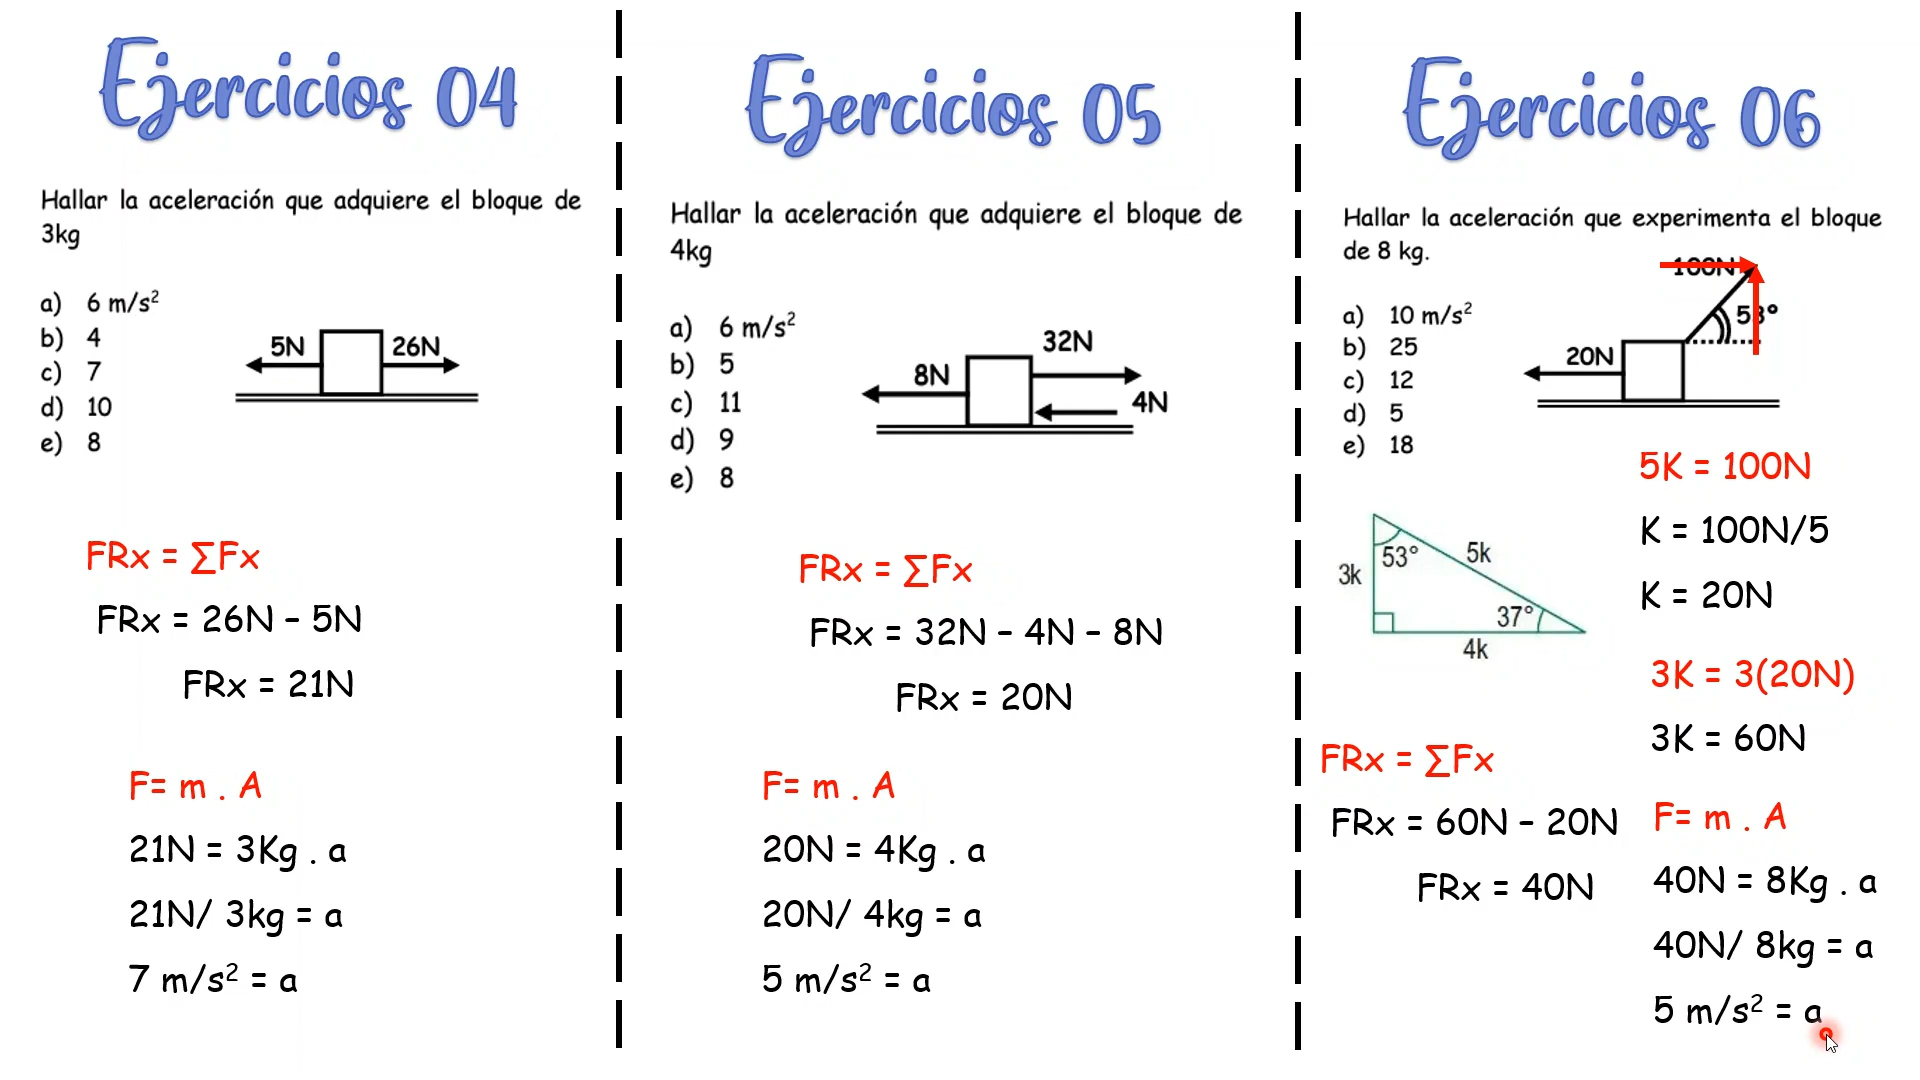 Ejercicios 04
Hallar la aceleración que adquiere el bloque de
3kg
a) 6 m/s²
b) 4
c) 7
d) 10
e) 8
5N
26N
FRx = ∑Fx
FRx = 26N – 5N
FRx = 21N
F= m . A
21N = 3Kg . a
21N/ 3kg = a
7 m/s² = a
Ejercicios 05
Hallar la aceleración que adquiere el bloque de
4kg
a) 6 m/s²
b) 5
c) 11
d) 9
e) 8
32N
8N
4N
FRx = ∑Fx
FRx = 32N – 4N – 8N
FRx = 20N
F= m . A
20N = 4Kg . a
20N/ 4kg = a
5 m/s² = a
Ejercicios 06
Hallar la aceleración que experimenta el bloque
de 8 kg.
a) 10 m/s²
b) 25
c) 12
d) 5
e) 18
100N
53°
20N
5K = 100N
K = 100N/5
K = 20N
3K = 3(20N)
3K = 60N
53°
5k
3k
37°
4k
FRx = ∑Fx
FRx = 60N – 20N
FRx = 40N
F= m . A
40N = 8Kg . a
40N/ 8kg = a
5 m/s² = a